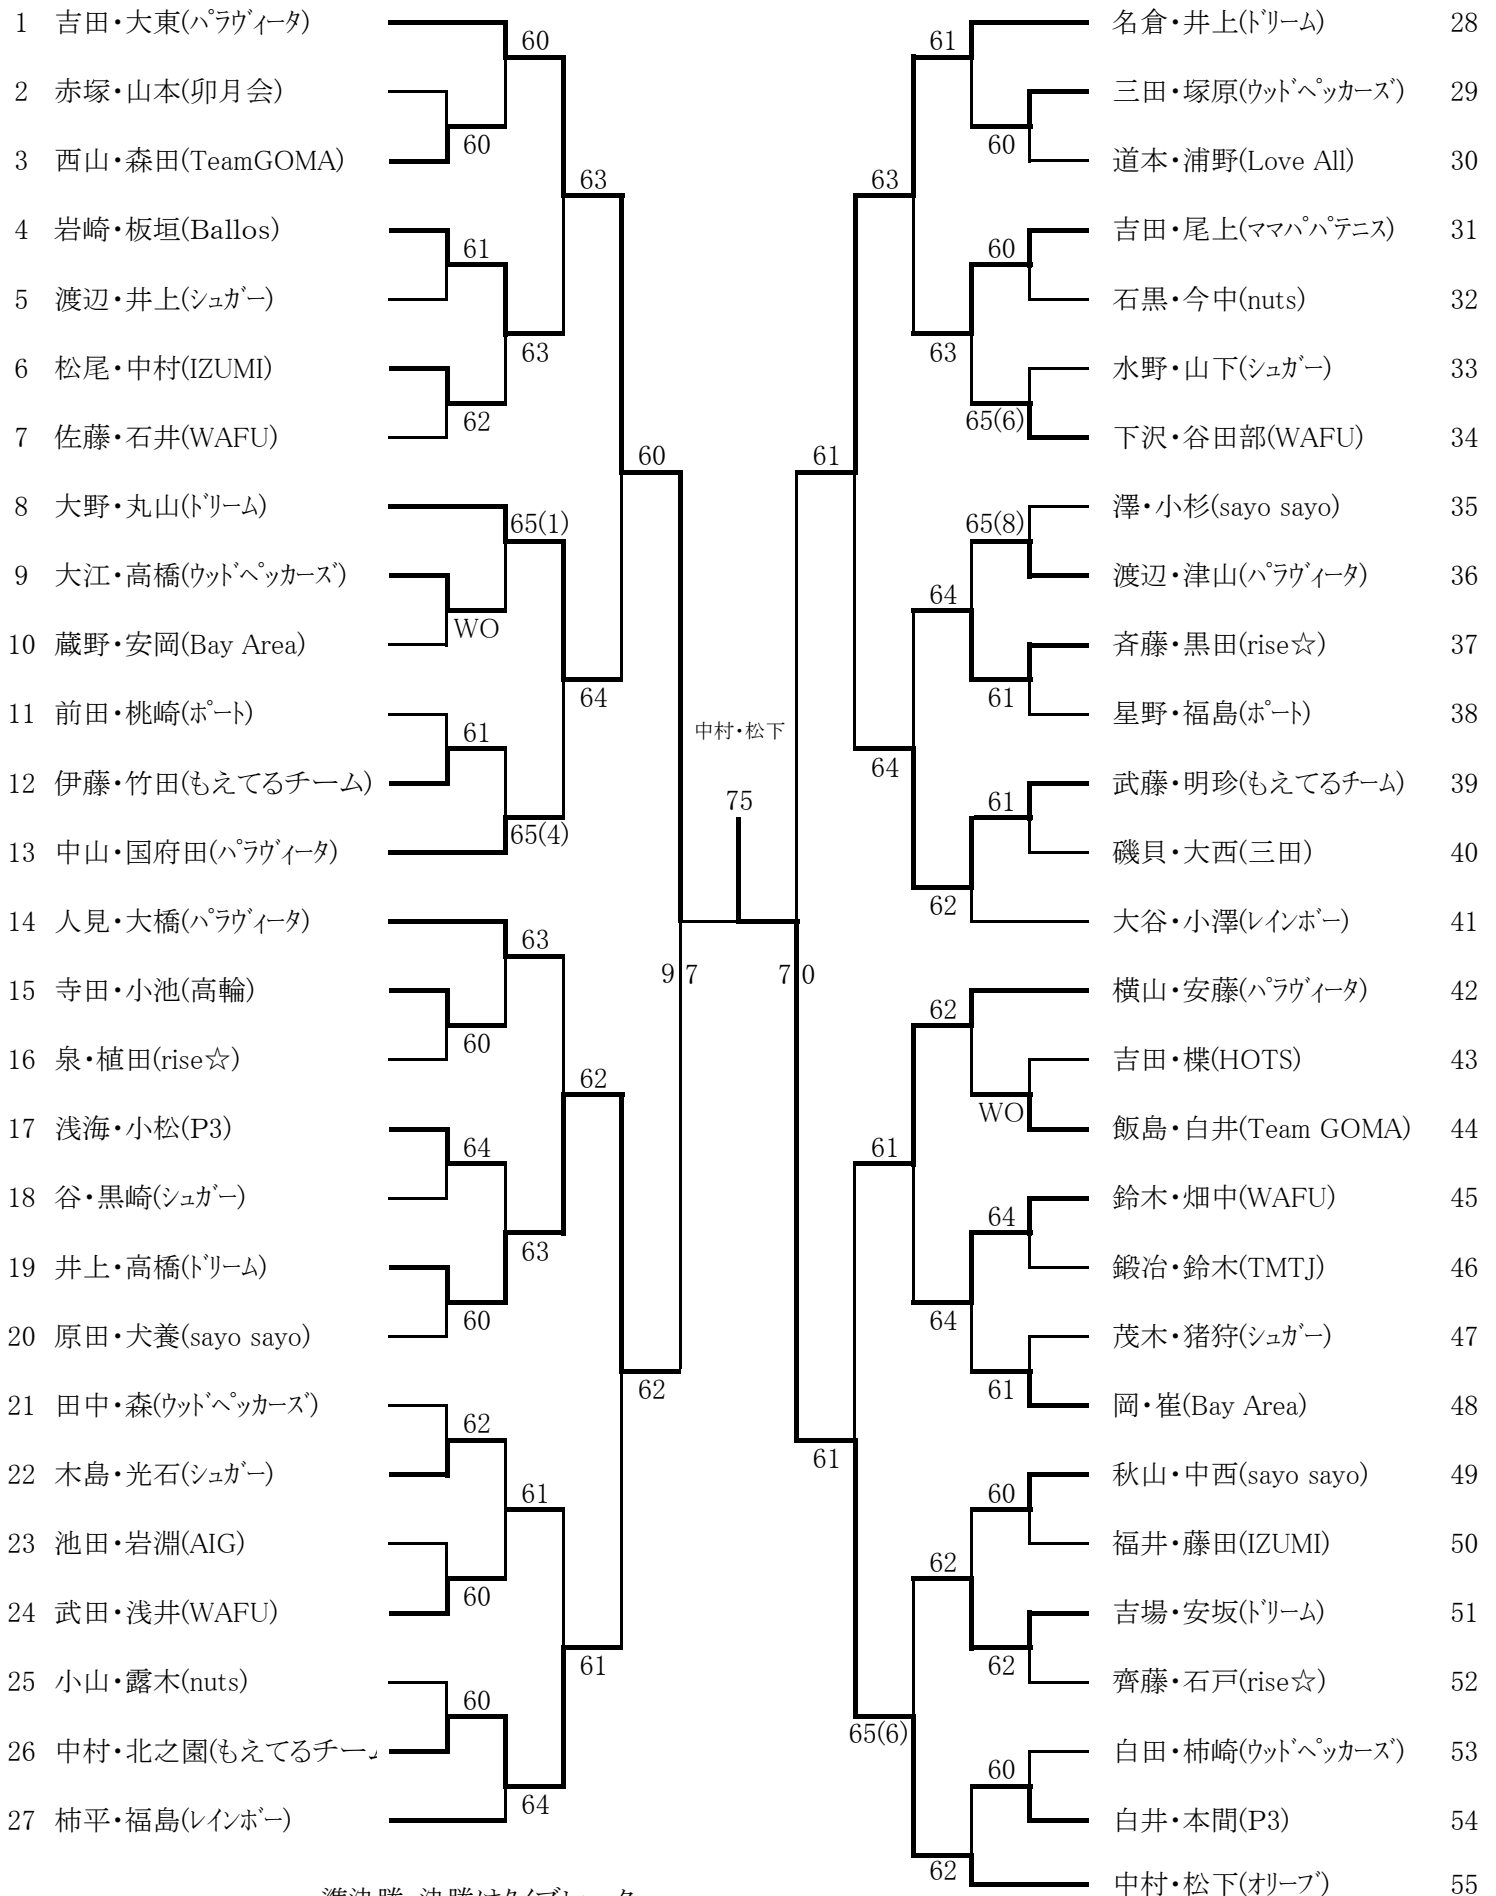 1 吉田・大東(パラヴィータ)
60
2 赤塚・山本(卯月会)
60
3 西山・森田(TeamGOMA)
63
4 岩崎・板垣(Ballos)
61
5 渡辺・井上(シュガー)
63
6 松尾・中村(IZUMI)
62
7 佐藤・石井(WAFU)
60
8 大野・丸山(ドリーム)
65(1)
9 大江・高橋(ウッドペッカーズ)
WO
10 蔵野・安岡(Bay Area)
64
11 前田・桃崎(ポート)
61
12 伊藤・竹田(もえてるチーム)
65(4)
13 中山・国府田(パラヴィータ)
14 人見・大橋(パラヴィータ)
63
15 寺田・小池(高輪)
60
16 泉・植田(rise☆)
62
17 浅海・小松(P3)
64
18 谷・黒崎(シュガー)
63
19 井上・高橋(ドリーム)
60
20 原田・犬養(sayo sayo)
62
21 田中・森(ウッドペッカーズ)
62
22 木島・光石(シュガー)
61
23 池田・岩淵(AIG)
60
24 武田・浅井(WAFU)
61
25 小山・露木(nuts)
60
26 中村・北之園(もえてるチー
64
27 柿平・福島(レインボー)
中村・松下
75
9 7
7 0
名倉・井上(ドリーム) 28
61
三田・塚原(ウッドペッカーズ) 29
60
道本・浦野(Love All) 30
63
吉田・尾上(ママパパテニス) 31
60
石黒・今中(nuts) 32
63
水野・山下(シュガー) 33
65(6)
下沢・谷田部(WAFU) 34
61
澤・小杉(sayo sayo) 35
65(8)
渡辺・津山(パラヴィータ) 36
64
斉藤・黒田(rise☆) 37
61
星野・福島(ポート) 38
64
武藤・明珍(もえてるチーム) 39
61
磯貝・大西(三田) 40
62
大谷・小澤(レインボー) 41
横山・安藤(パラヴィータ) 42
62
吉田・楪(HOTS) 43
WO
飯島・白井(Team GOMA) 44
61
鈴木・畑中(WAFU) 45
64
鍛冶・鈴木(TMTJ) 46
64
茂木・猪狩(シュガー) 47
61
岡・崔(Bay Area) 48
61
秋山・中西(sayo sayo) 49
60
福井・藤田(IZUMI) 50
62
吉場・安坂(ドリーム) 51
62
齊藤・石戸(rise☆) 52
65(6)
白田・柿崎(ウッドペッカーズ) 53
60
白井・本間(P3) 54
62
中村・松下(オリーブ) 55